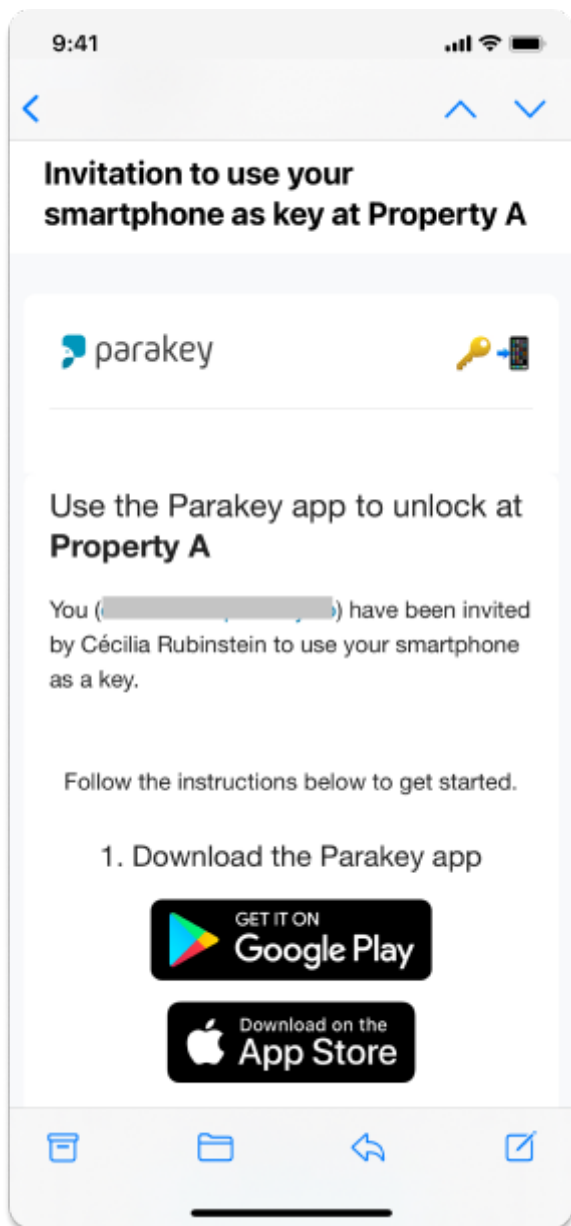 9:41
Invitation to use your
smartphone as key at Property A
parakey
Use the Parakey app to unlock at
Property A
You ( ) have been invited
by Cécilia Rubinstein to use your smartphone
as a key.
Follow the instructions below to get started.
1. Download the Parakey app
GET IT ON
Google Play
Download on the
App Store